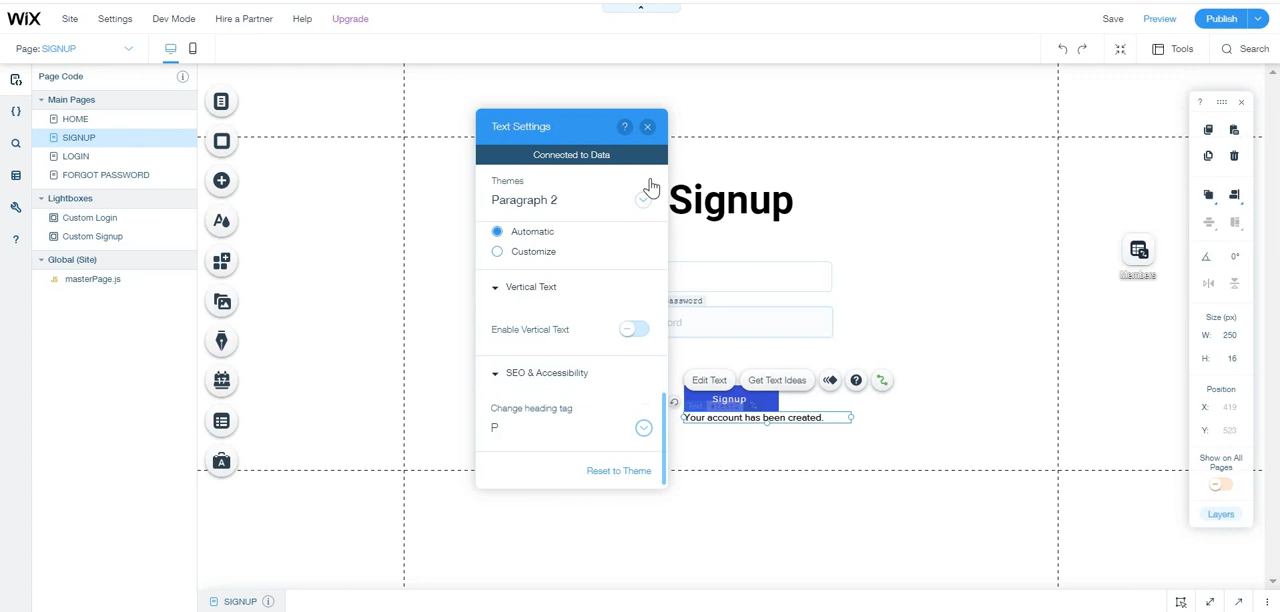 WiX Site Settings Dev Mode Hire a Partner Help Upgrade Save Preview Publish
Page: SIGNUP Tools Search
Page Code
Main Pages
HOME
SIGNUP
LOGIN
FORGOT PASSWORD
Lightboxes
Custom Login
Custom Signup
Global (Site)
JS masterPage.js
Text Settings ?
Connected to Data
Themes
Paragraph 2
Automatic
Customize
Vertical Text
Enable Vertical Text
SEO & Accessibility
Change heading tag
P
Reset to Theme
Signup
assword
ord
Edit Text Get Text Ideas
Signup
Your account has been created.
Members
?
0°
Size (px)
W: 250
H: 16
Position
X: 419
Y: 523
Show on All
Pages
Layers
SIGNUP